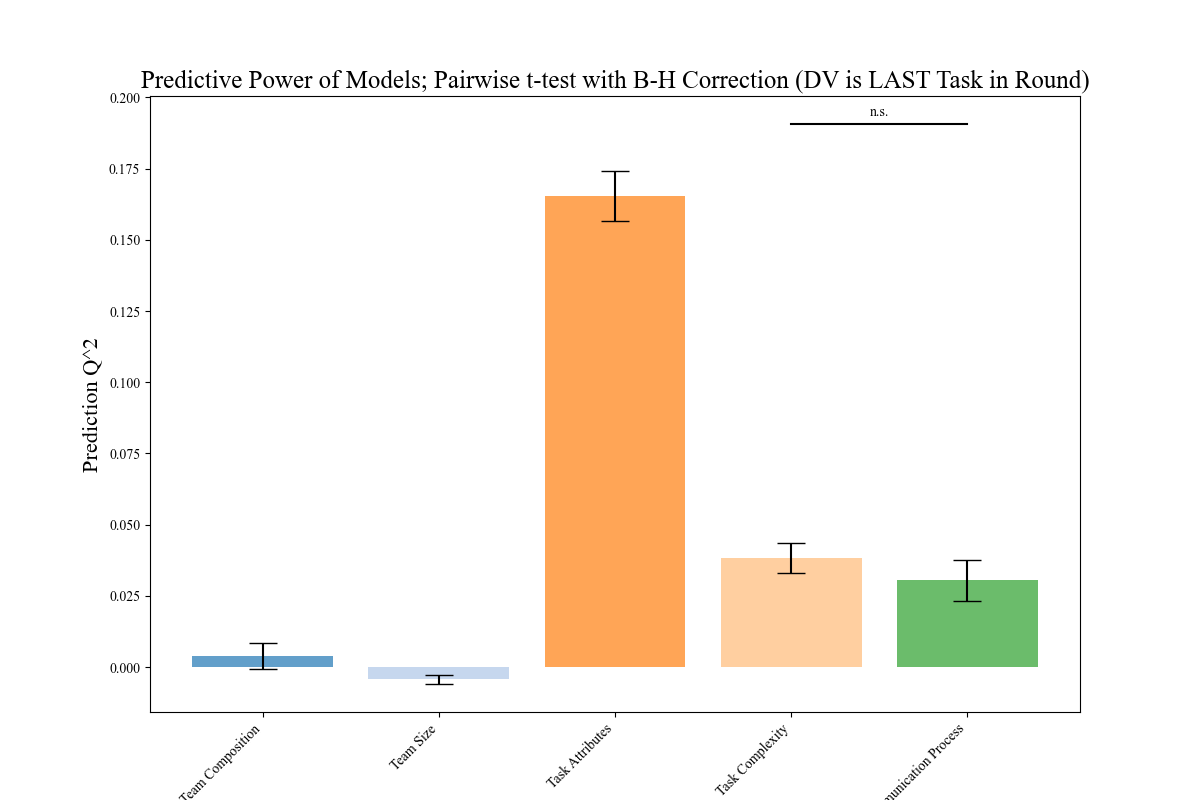 Predictive Power of Models; Pairwise t-test with B-H Correction (DV is LAST Task in Round)
n.s.
0.200
0.175
0.150
0.125
0.100
0.075
0.050
0.025
0.000
Prediction Q^2
Team Composition
Team Size
Task Attributes
Task Complexity
Process